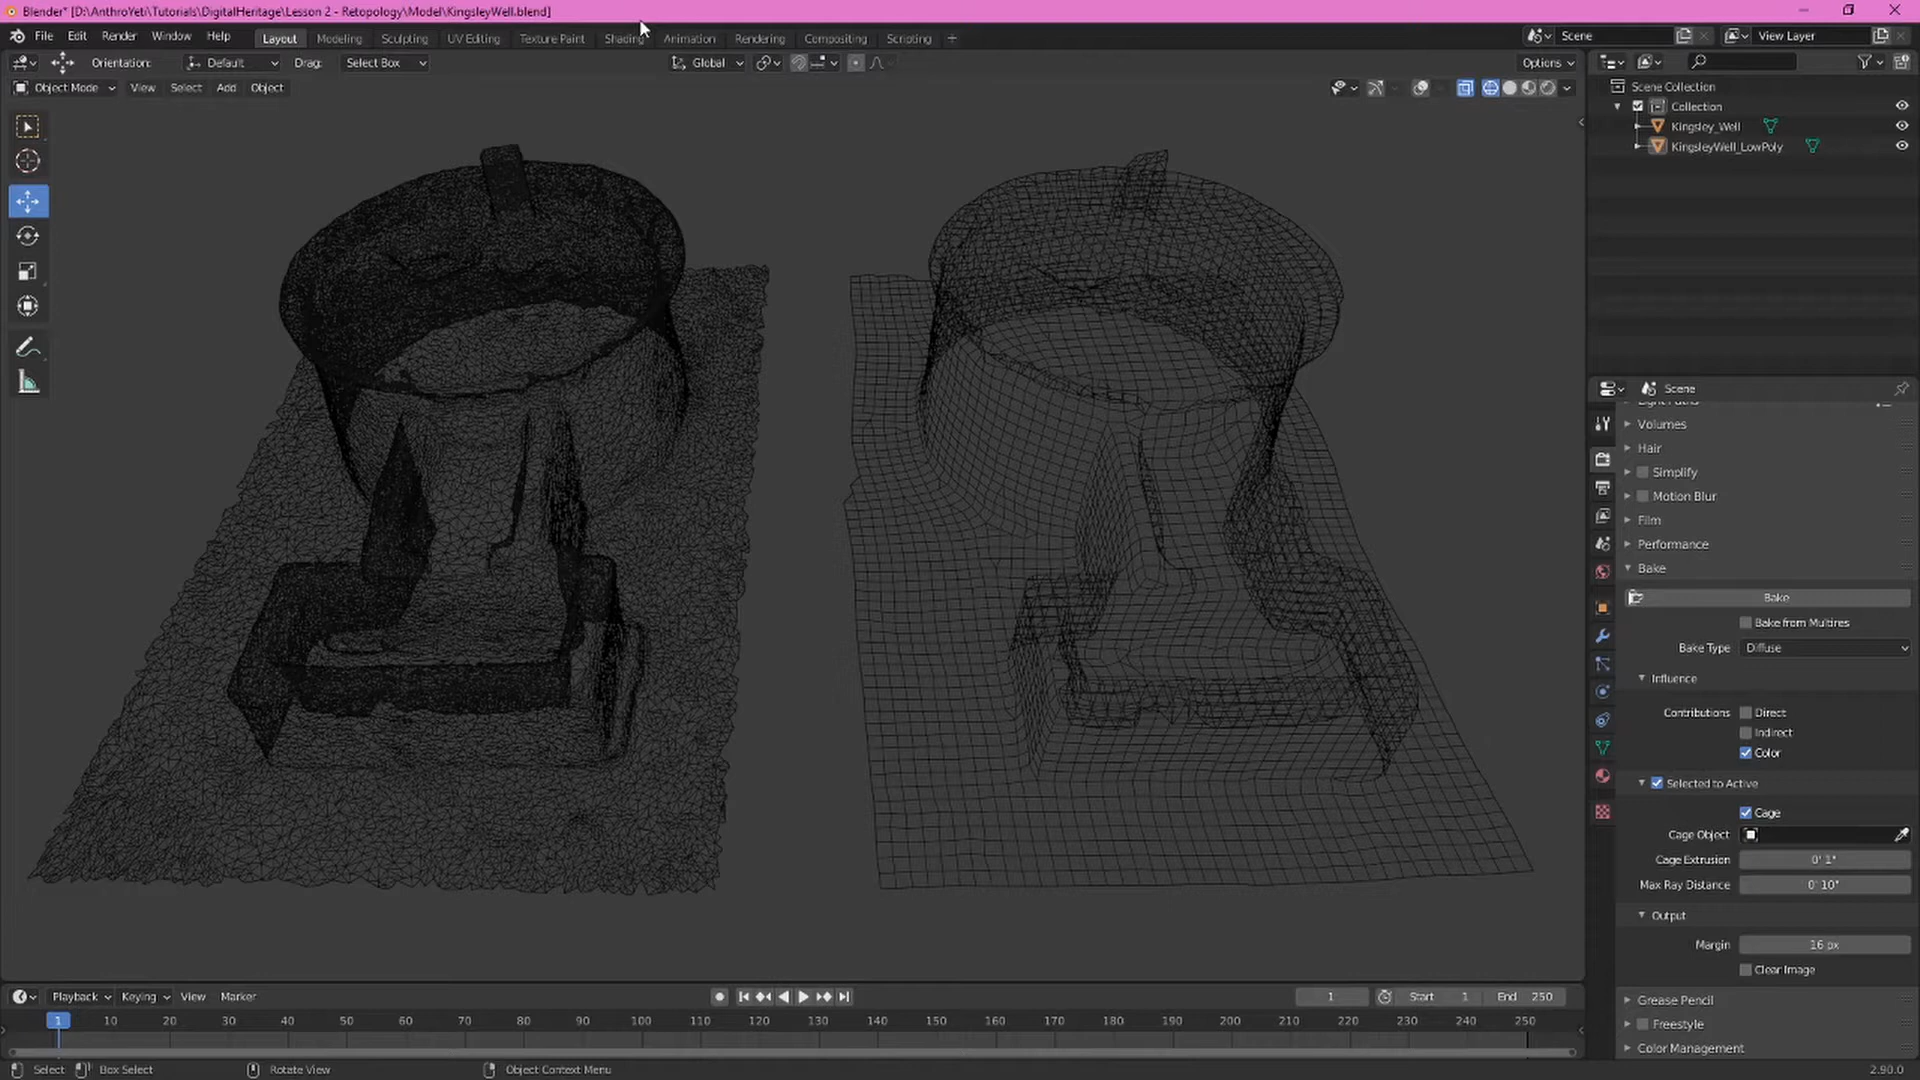 Blender* [D:\AnthroYeti\Tutorials\DigitalHeritage\Lesson 2 - Retopology\Model\KingsleyWell.blend]
File Edit Render Window Help Layout Modeling Sculpting UV Editing Texture Paint Shading Animation Rendering Compositing Scripting + Scene View Layer
Orientation: Default Drag: Select Box Global Options
Object Mode View Select Add Object
Scene Collection
Collection
Kingsley_Well
KingsleyWell_LowPoly
Scene
Volumes
Hair
Simplify
Motion Blur
Film
Performance
Bake
Bake
Bake from Multires
Bake Type Diffuse
Influence
Contributions Direct
Indirect
Color
Selected to Active
Cage
Cage Object
Cage Extrusion 0' 1"
Max Ray Distance 0' 10"
Output
Margin 16 px
Clear Image
Grease Pencil
Freestyle
Color Management
Playback Keying View Marker 1 Start 1 End 250
1 10 20 30 40 50 60 70 80 90 100 110 120 130 140 150 160 170 180 190 200 210 220 230 240 250
Select Box Select Rotate View Object Context Menu 2.90.0